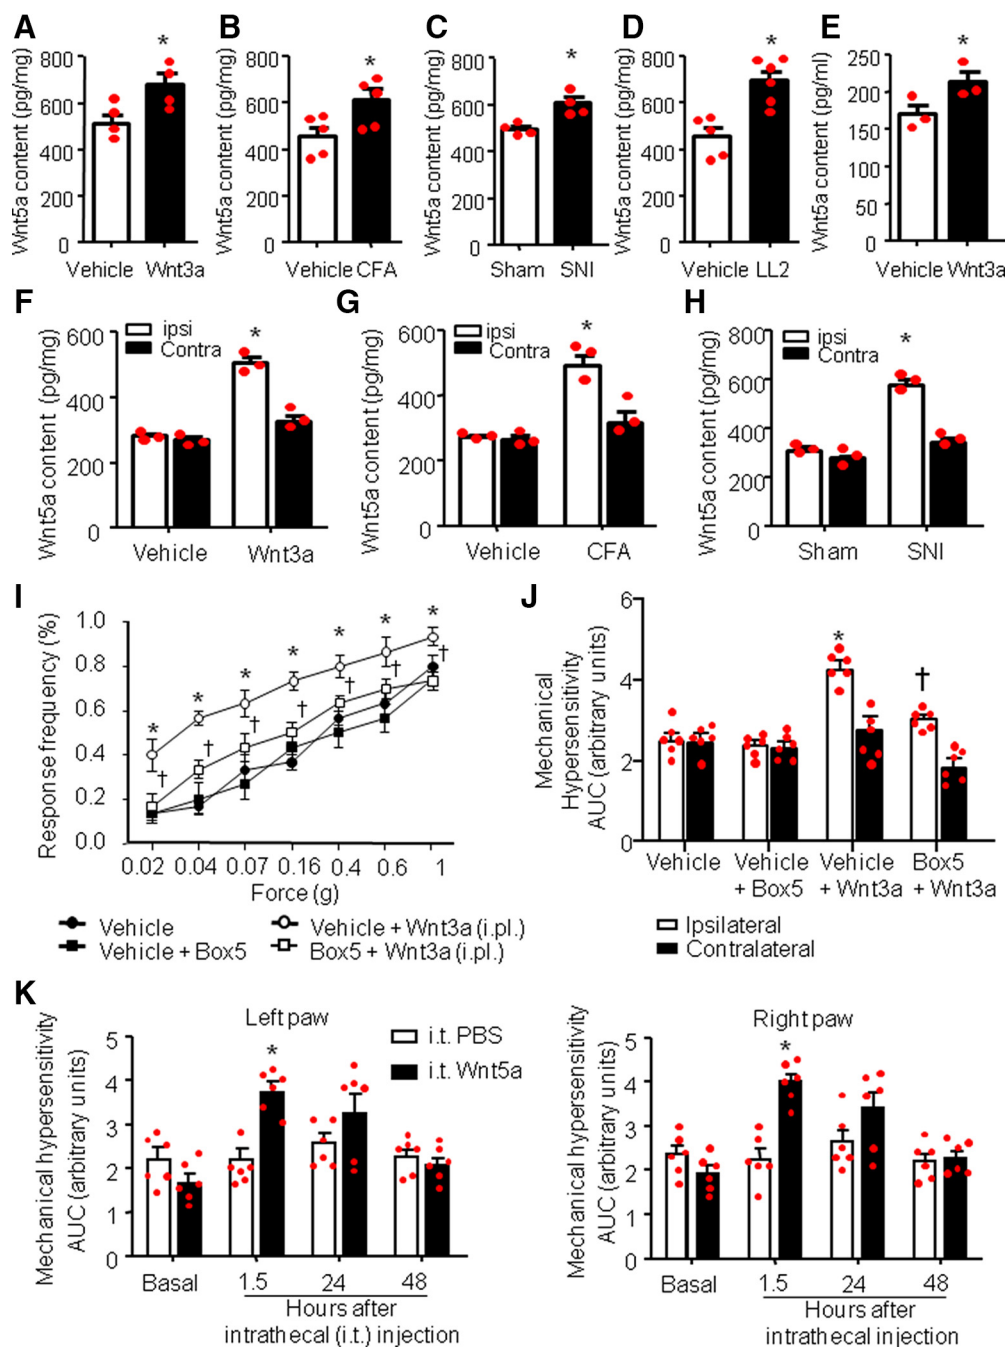 A
Wnt5a content (pg/mg)
800
600
400
200
0
*
Vehicle Wnt3a
B
Wnt5a content (pg/mg)
800
600
400
200
0
*
Vehicle CFA
C
Wnt5a content (pg/mg)
800
600
400
200
0
*
Sham SNI
D
Wnt5a content (pg/mg)
800
600
400
200
0
*
Vehicle LL2
E
Wnt5a content (pg/ml)
250
200
150
100
50
0
*
Vehicle Wnt3a
F
Wnt5a content (pg/mg)
600
400
200
0
ipsi
Contra
*
Vehicle Wnt3a
G
Wnt5a content (pg/mg)
600
400
200
0
ipsi
Contra
*
Vehicle CFA
H
Wnt5a content (pg/mg)
800
600
400
200
0
ipsi
Contra
*
Sham SNI
I
Response frequency (%)
1.0
0.8
0.6
0.4
0.2
0.0
* * * * * * *
† † † † † † †
0.02 0.04 0.07 0.16 0.4 0.6 1
Force (g)
Vehicle
Vehicle + Box5
Vehicle + Wnt3a (i.pl.)
Box5 + Wnt3a (i.pl.)
J
Mechanical
Hypersensitivity
AUC (arbitrary units)
6
4
2
0
*
†
Vehicle Vehicle Vehicle Box5
+ Box5 + Wnt3a + Wnt3a
Ipsilateral
Contralateral
K
Left paw
Mechanical hypersensitivity
AUC (arbitrary units)
5
4
3
2
1
0
*
i.t. PBS
i.t. Wnt5a
Basal 1.5 24 48
Hours after
intrathecal (i.t.) injection
Right paw
Mechanical hypersensitivity
AUC (arbitrary units)
5
4
3
2
1
0
*
Basal 1.5 24 48
Hours after
intrathecal injection